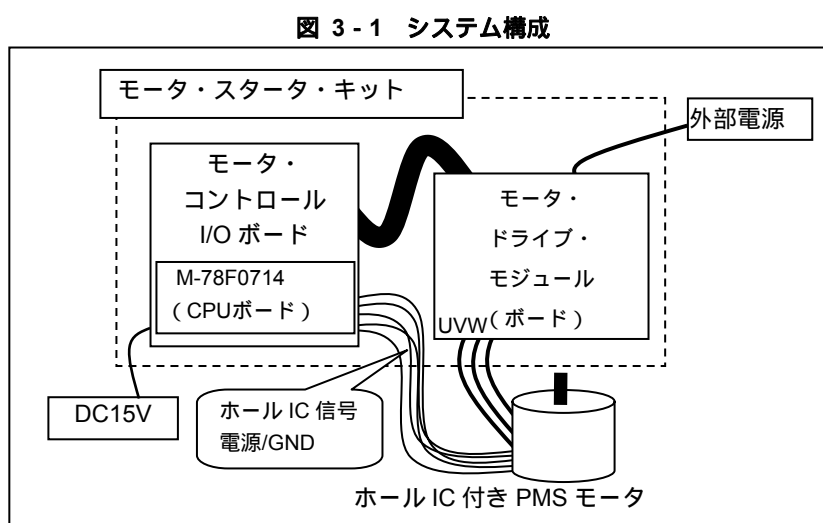 図 3-1 システム構成
モータ・スタータ・キット
外部電源
モータ・
コントロール
I/O ボード
M-78F0714
（CPUボード）
モータ・
ドライブ・
モジュール
UVW（ボード）
DC15V
ホール IC 信号
電源/GND
ホール IC 付き PMS モータ